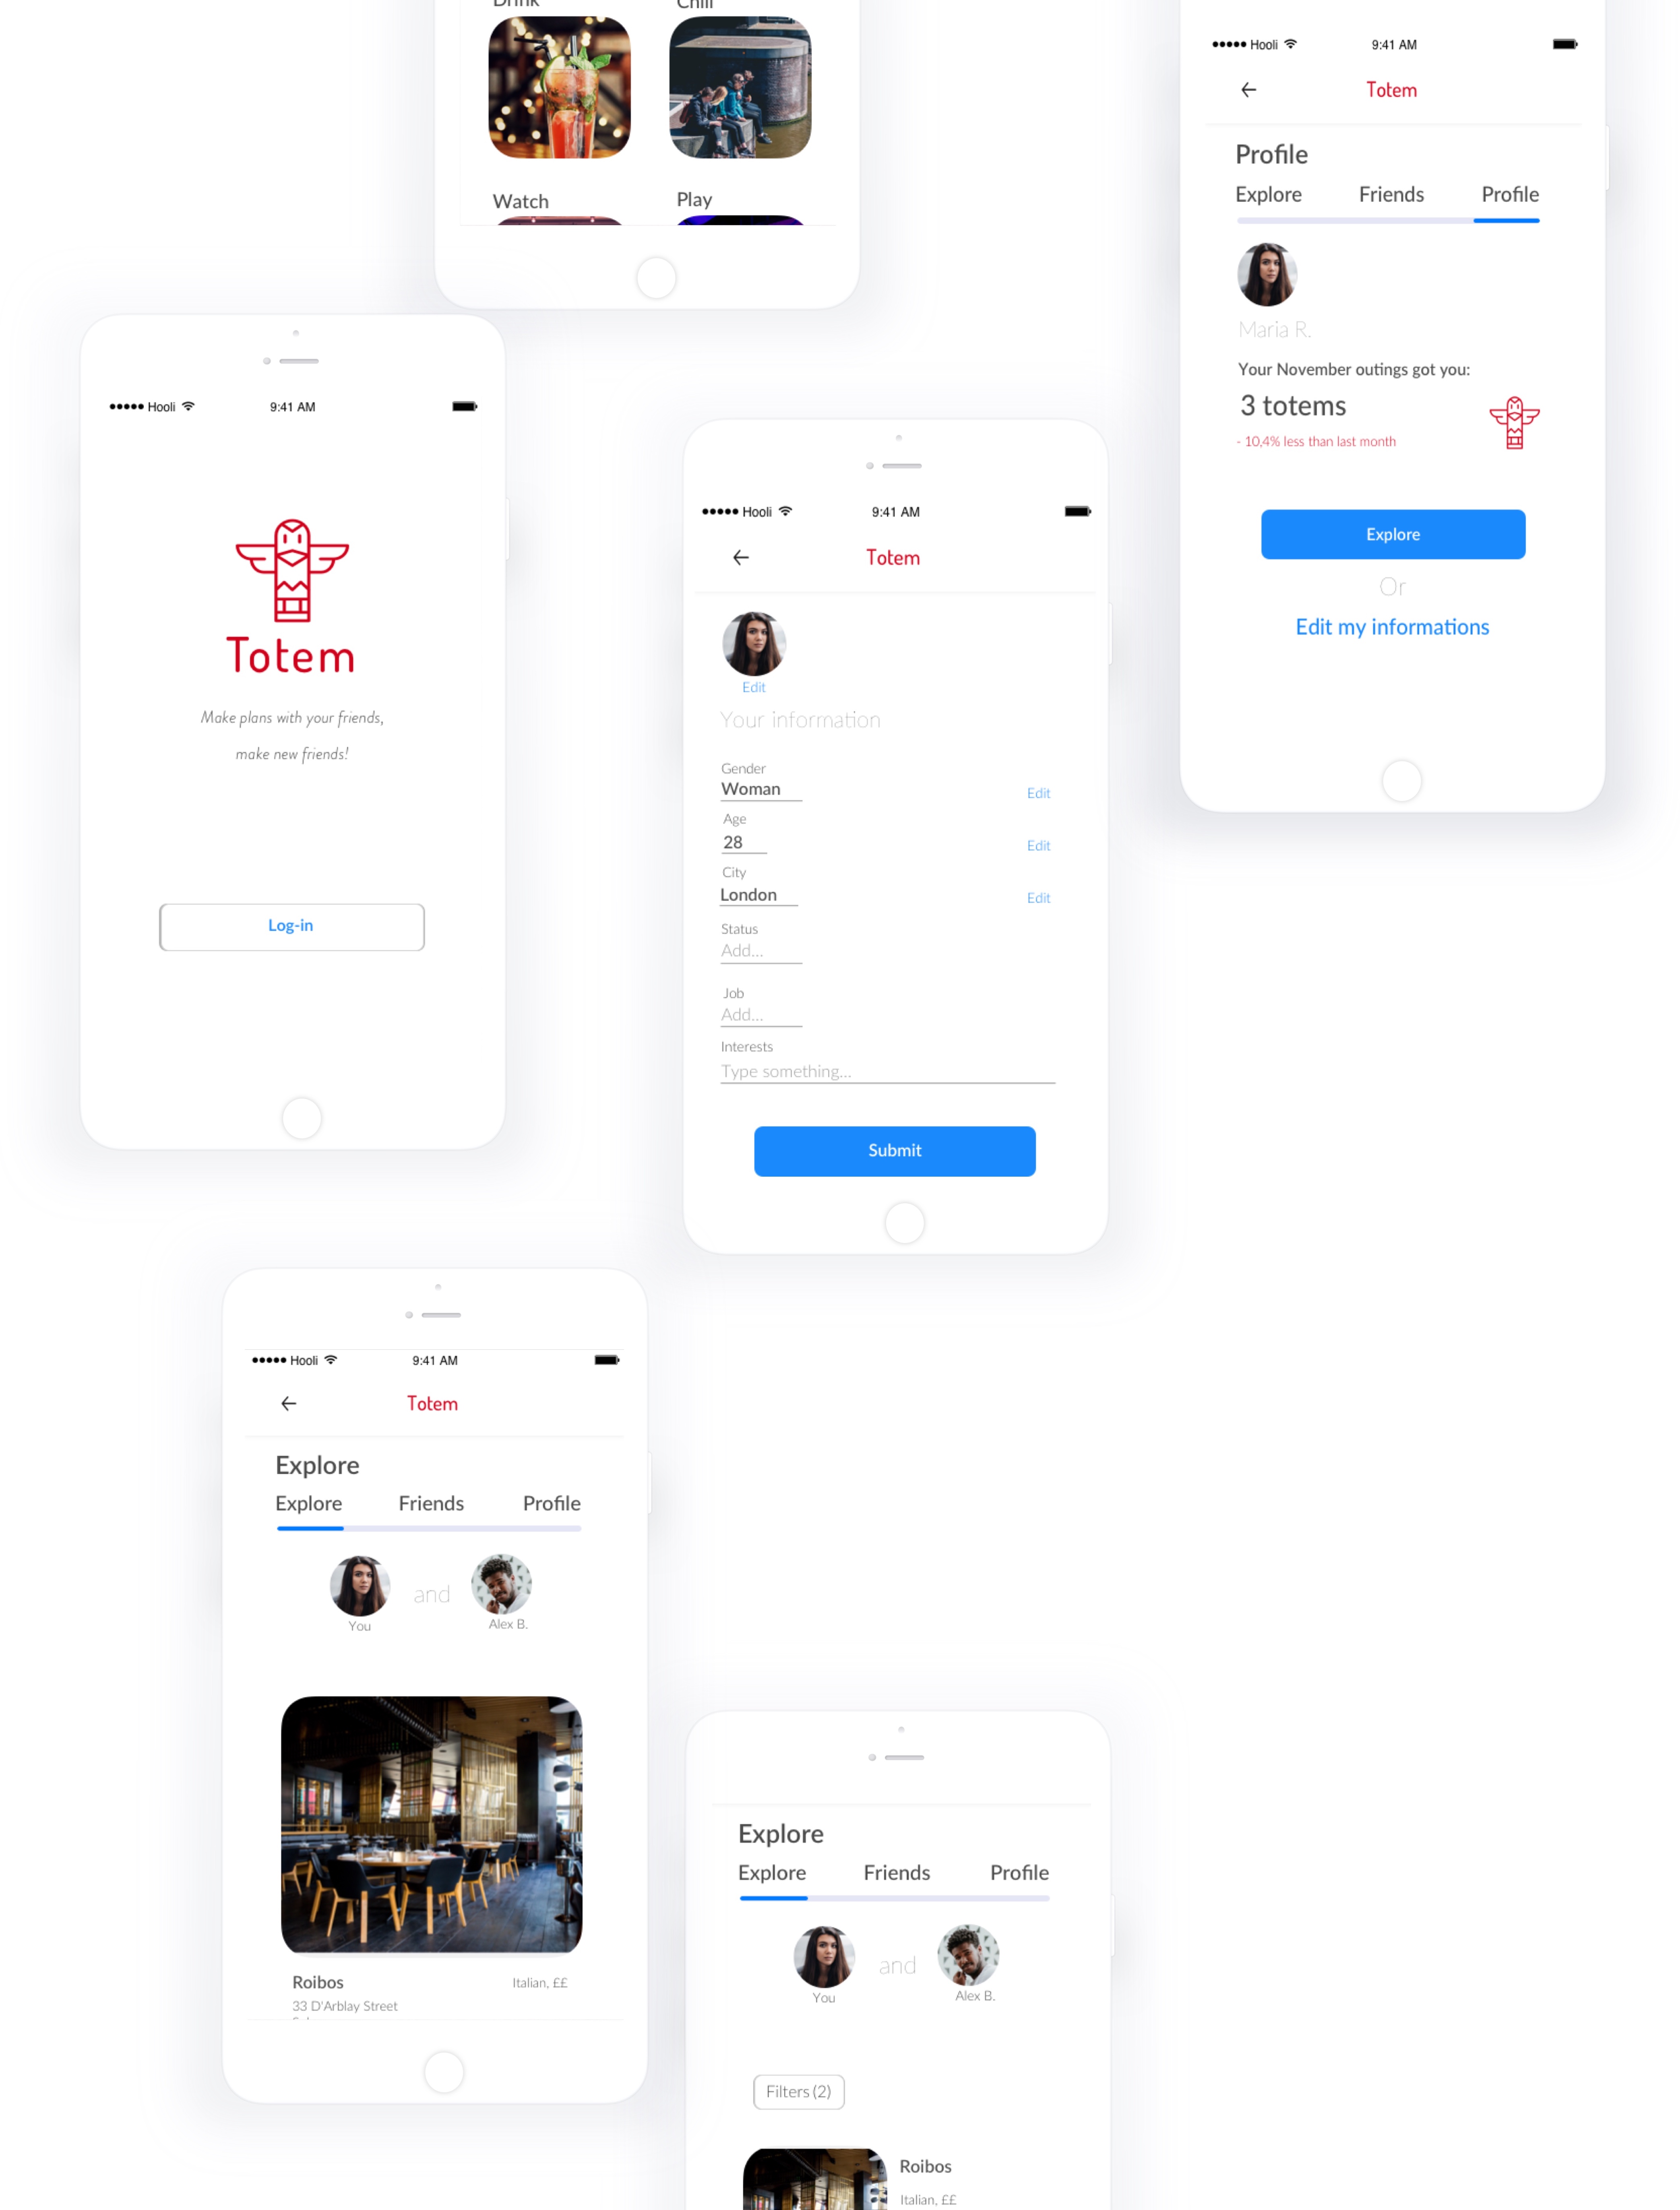 Drink
Chill
Watch
Play
Hooli
9:41 AM
Totem
Profile
Explore
Friends
Profile
Maria R.
Your November outings got you:
3 totems
- 10,4% less than last month
Explore
Or
Edit my informations
Hooli
9:41 AM
Totem
Make plans with your friends,
make new friends!
Log-in
Hooli
9:41 AM
Totem
Edit
Your information
Gender
Woman
Edit
Age
28
Edit
City
London
Edit
Status
Add...
Job
Add...
Interests
Type something...
Submit
Hooli
9:41 AM
Totem
Explore
Explore
Friends
Profile
and
You
Alex B.
Roibos
Italian, ££
33 D'Arblay Street
Explore
Explore
Friends
Profile
and
You
Alex B.
Filters (2)
Roibos
Italian, ££